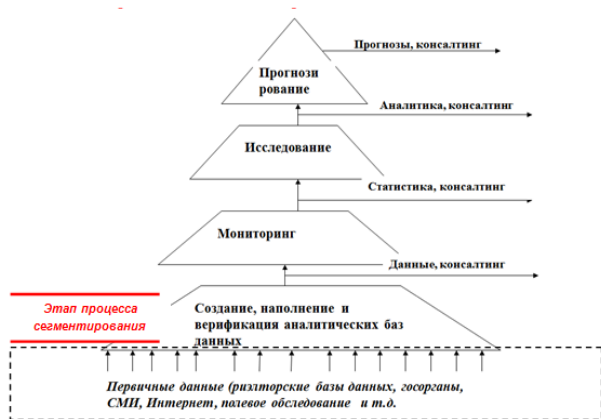 Прогнозы, консалтинг
Прогнози
рование
Аналитика, консалтинг
Исследование
Статистика, консалтинг
Мониторинг
Данные, консалтинг
Этап процесса
сегментирования
Создание, наполнение и
верификация аналитических баз
данных
Первичные данные (риэлторские базы данных, госорганы,
СМИ, Интернет, полевое обследование и т.д.